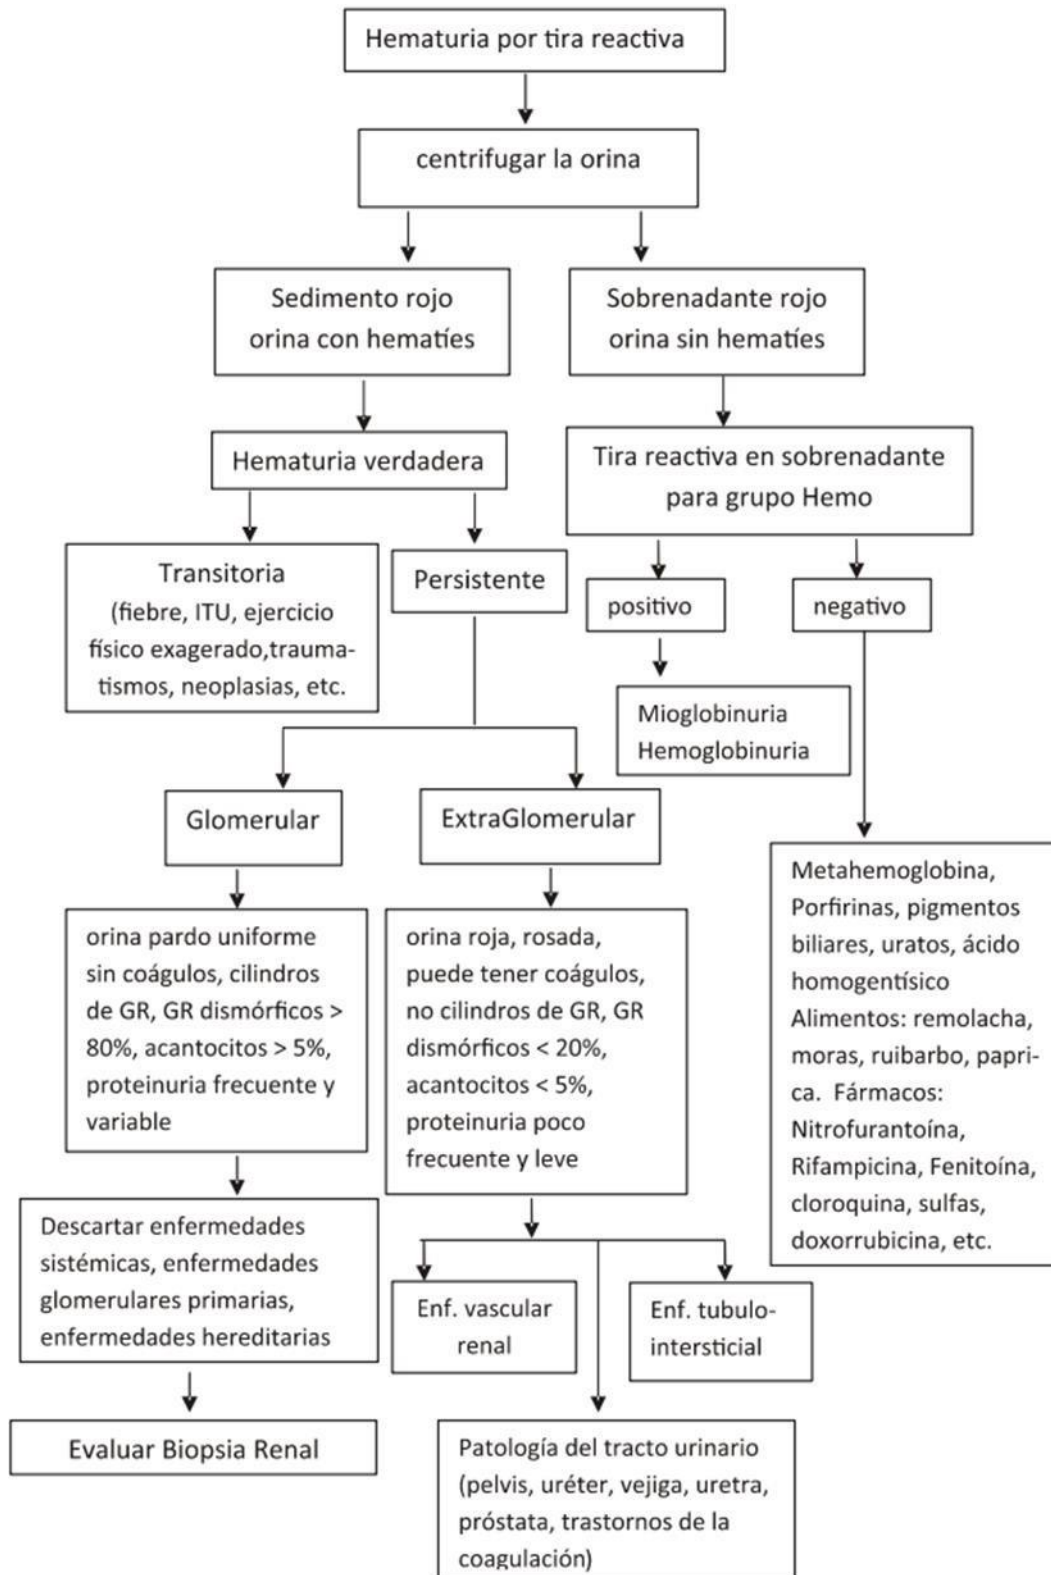 Hematuria por tira reactiva
centrifugar la orina
Sedimento rojo
orina con hematíes
Sobrenadante rojo
orina sin hematíes
Hematuria verdadera
Tira reactiva en sobrenadante
para grupo Hemo
Transitoria
(fiebre, ITU, ejercicio
físico exagerado,trauma-
tismos, neoplasias, etc.
Persistente
positivo
negativo
Mioglobinuria
Hemoglobinuria
Glomerular
ExtraGlomerular
Metahemoglobina,
Porfirinas, pigmentos
biliares, uratos, ácido
homogentísico
Alimentos: remolacha,
moras, ruibarbo, papri-
ca. Fármacos:
Nitrofurantoína,
Rifampicina, Fenitoína,
cloroquina, sulfas,
doxorrubicina, etc.
orina pardo uniforme
sin coágulos, cilindros
de GR, GR dismórficos >
80%, acantocitos > 5%,
proteinuria frecuente y
variable
orina roja, rosada,
puede tener coágulos,
no cilindros de GR, GR
dismórficos < 20%,
acantocitos < 5%,
proteinuria poco
frecuente y leve
Descartar enfermedades
sistémicas, enfermedades
glomerulares primarias,
enfermedades hereditarias
Enf. vascular
renal
Enf. tubulo-
intersticial
Evaluar Biopsia Renal
Patología del tracto urinario
(pelvis, uréter, vejiga, uretra,
próstata, trastornos de la
coagulación)